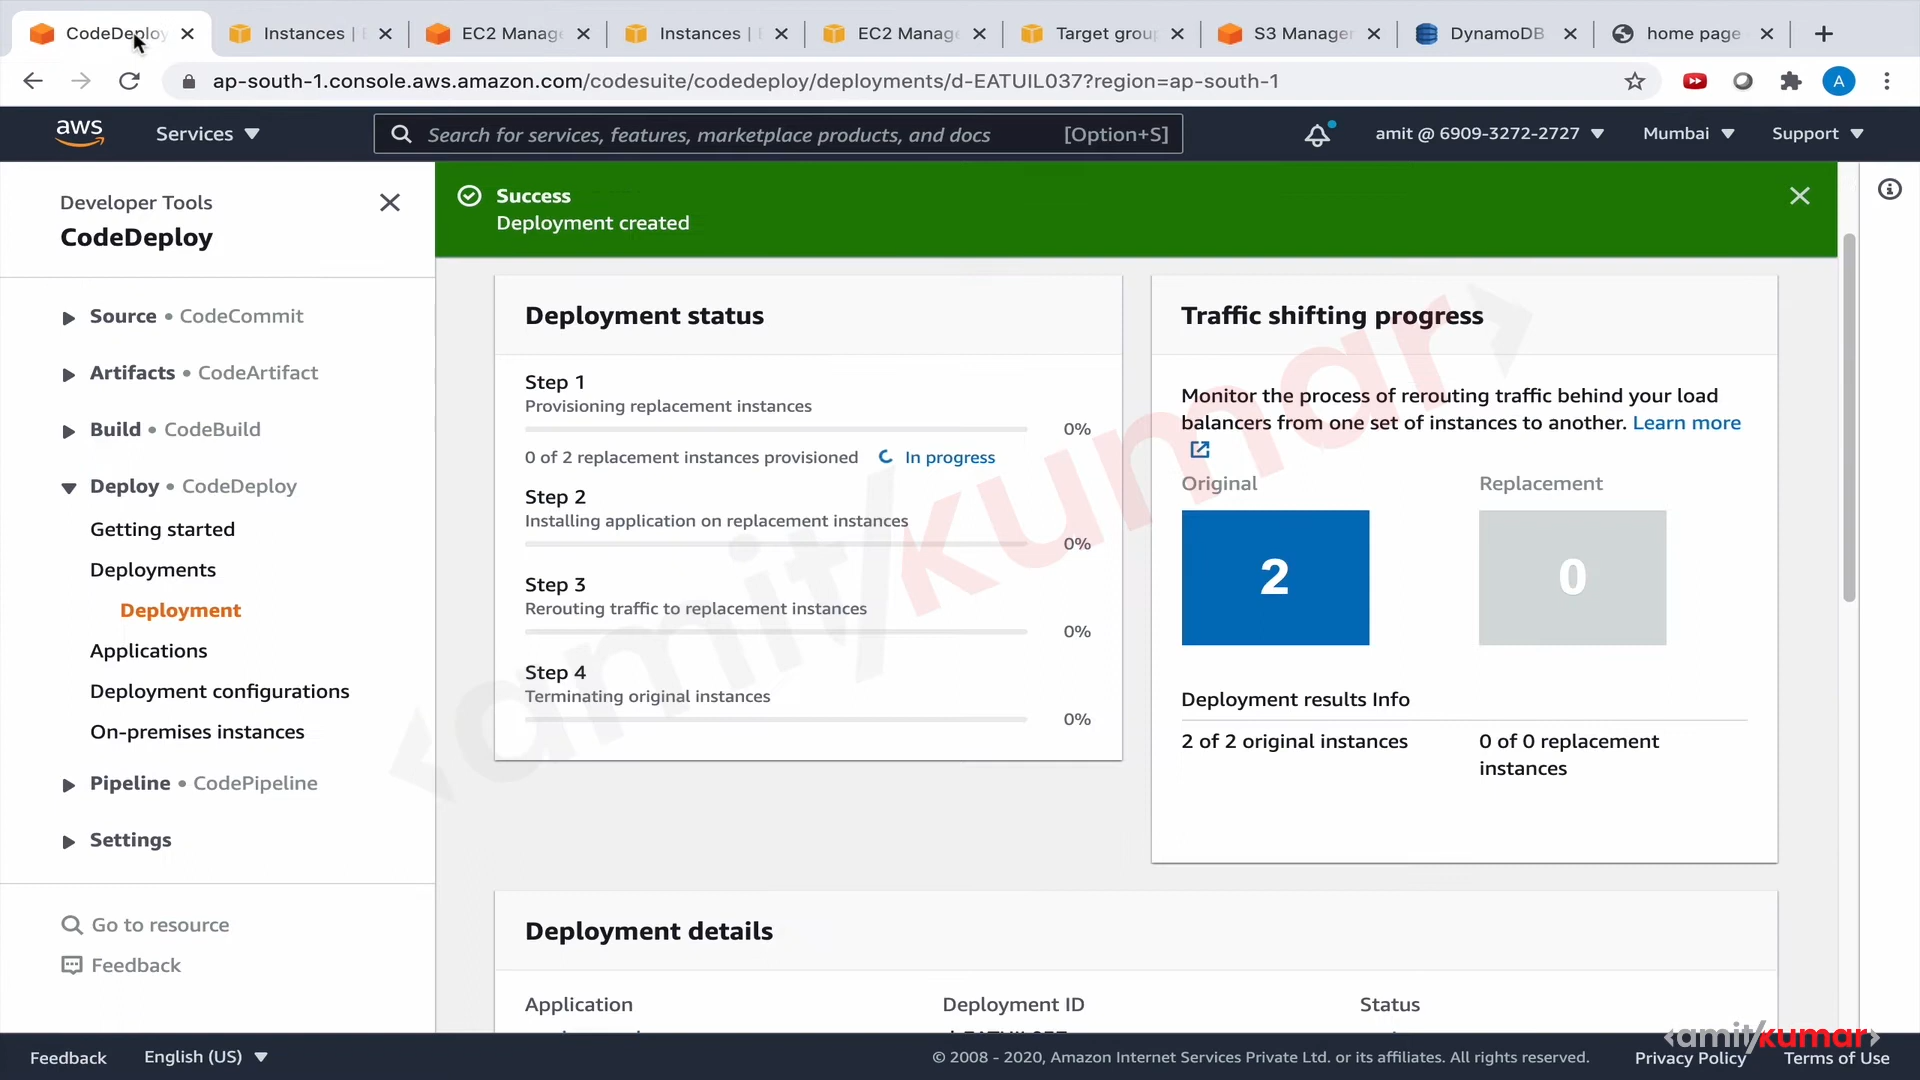 CodeDeploy
Instances | E
EC2 Manage
Instances | E
EC2 Manage
Target group
S3 Manager
DynamoDB
home page
ap-south-1.console.aws.amazon.com/codesuite/codedeploy/deployments/d-EATUIL037?region=ap-south-1
A
aws
Services
Search for services, features, marketplace products, and docs
[Option+S]
amit @ 6909-3272-2727
Mumbai
Support
Developer Tools
CodeDeploy
Source • CodeCommit
Artifacts • CodeArtifact
Build • CodeBuild
Deploy • CodeDeploy
Getting started
Deployments
Deployment
Applications
Deployment configurations
On-premises instances
Pipeline • CodePipeline
Settings
Go to resource
Feedback
Success
Deployment created
Deployment status
Step 1
Provisioning replacement instances
0%
0 of 2 replacement instances provisioned
In progress
Step 2
Installing application on replacement instances
0%
Step 3
Rerouting traffic to replacement instances
0%
Step 4
Terminating original instances
0%
Traffic shifting progress
Monitor the process of rerouting traffic behind your load
balancers from one set of instances to another. Learn more
Original
Replacement
2
0
Deployment results Info
2 of 2 original instances
0 of 0 replacement
instances
Deployment details
Application
Deployment ID
Status
<amit/kumar>
Feedback
English (US)
© 2008 - 2020, Amazon Internet Services Private Ltd. or its affiliates. All rights reserved.
Privacy Policy
Terms of Use
<amit/kumar>